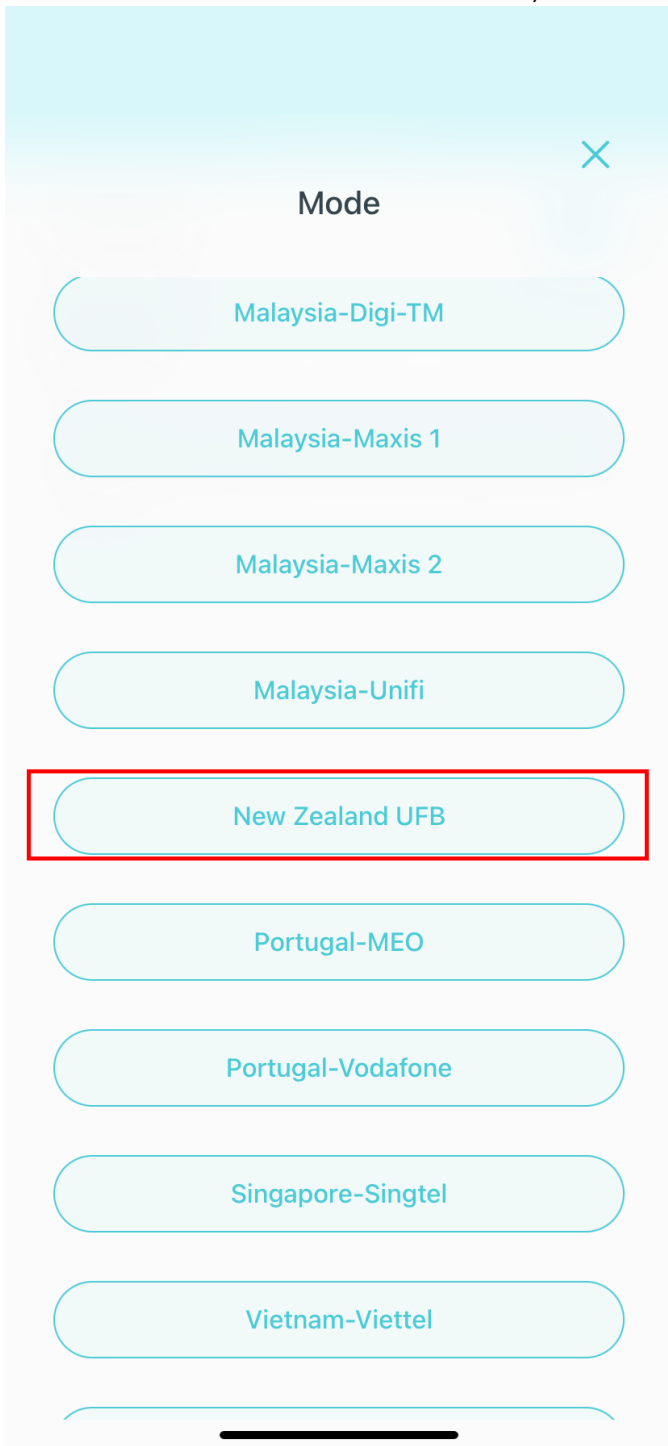 Mode
Malaysia-Digi-TM
Malaysia-Maxis 1
Malaysia-Maxis 2
Malaysia-Unifi
New Zealand UFB
Portugal-MEO
Portugal-Vodafone
Singapore-Singtel
Vietnam-Viettel